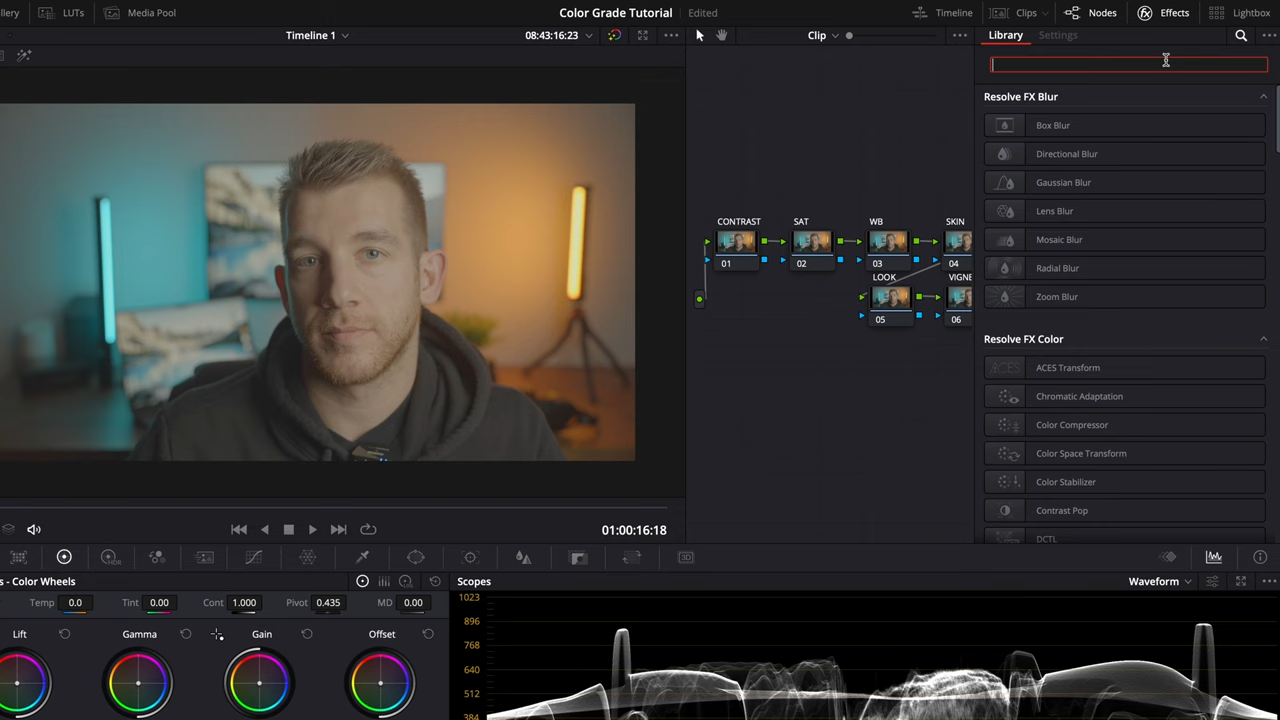 llery LUTs Media Pool Color Grade Tutorial Edited Timeline Clips Nodes Effects Lightbox
Timeline 1 08:43:16:23 Clip Library Settings
Resolve FX Blur
Box Blur
Directional Blur
Gaussian Blur
Lens Blur
Mosaic Blur
Radial Blur
Zoom Blur
CONTRAST SAT WB SKIN
01 02 03 04
LOOK VIGNE
05 06
Resolve FX Color
ACES ACES Transform
Chromatic Adaptation
Color Compressor
Color Space Transform
Color Stabilizer
Contrast Pop
DCTL
01:00:16:18
HDR
3D
s - Color Wheels Scopes Waveform
Temp 0.0 Tint 0.00 Cont 1.000 Pivot 0.435 MD 0.00
Lift Gamma Gain Offset
1023
896
768
640
512
384